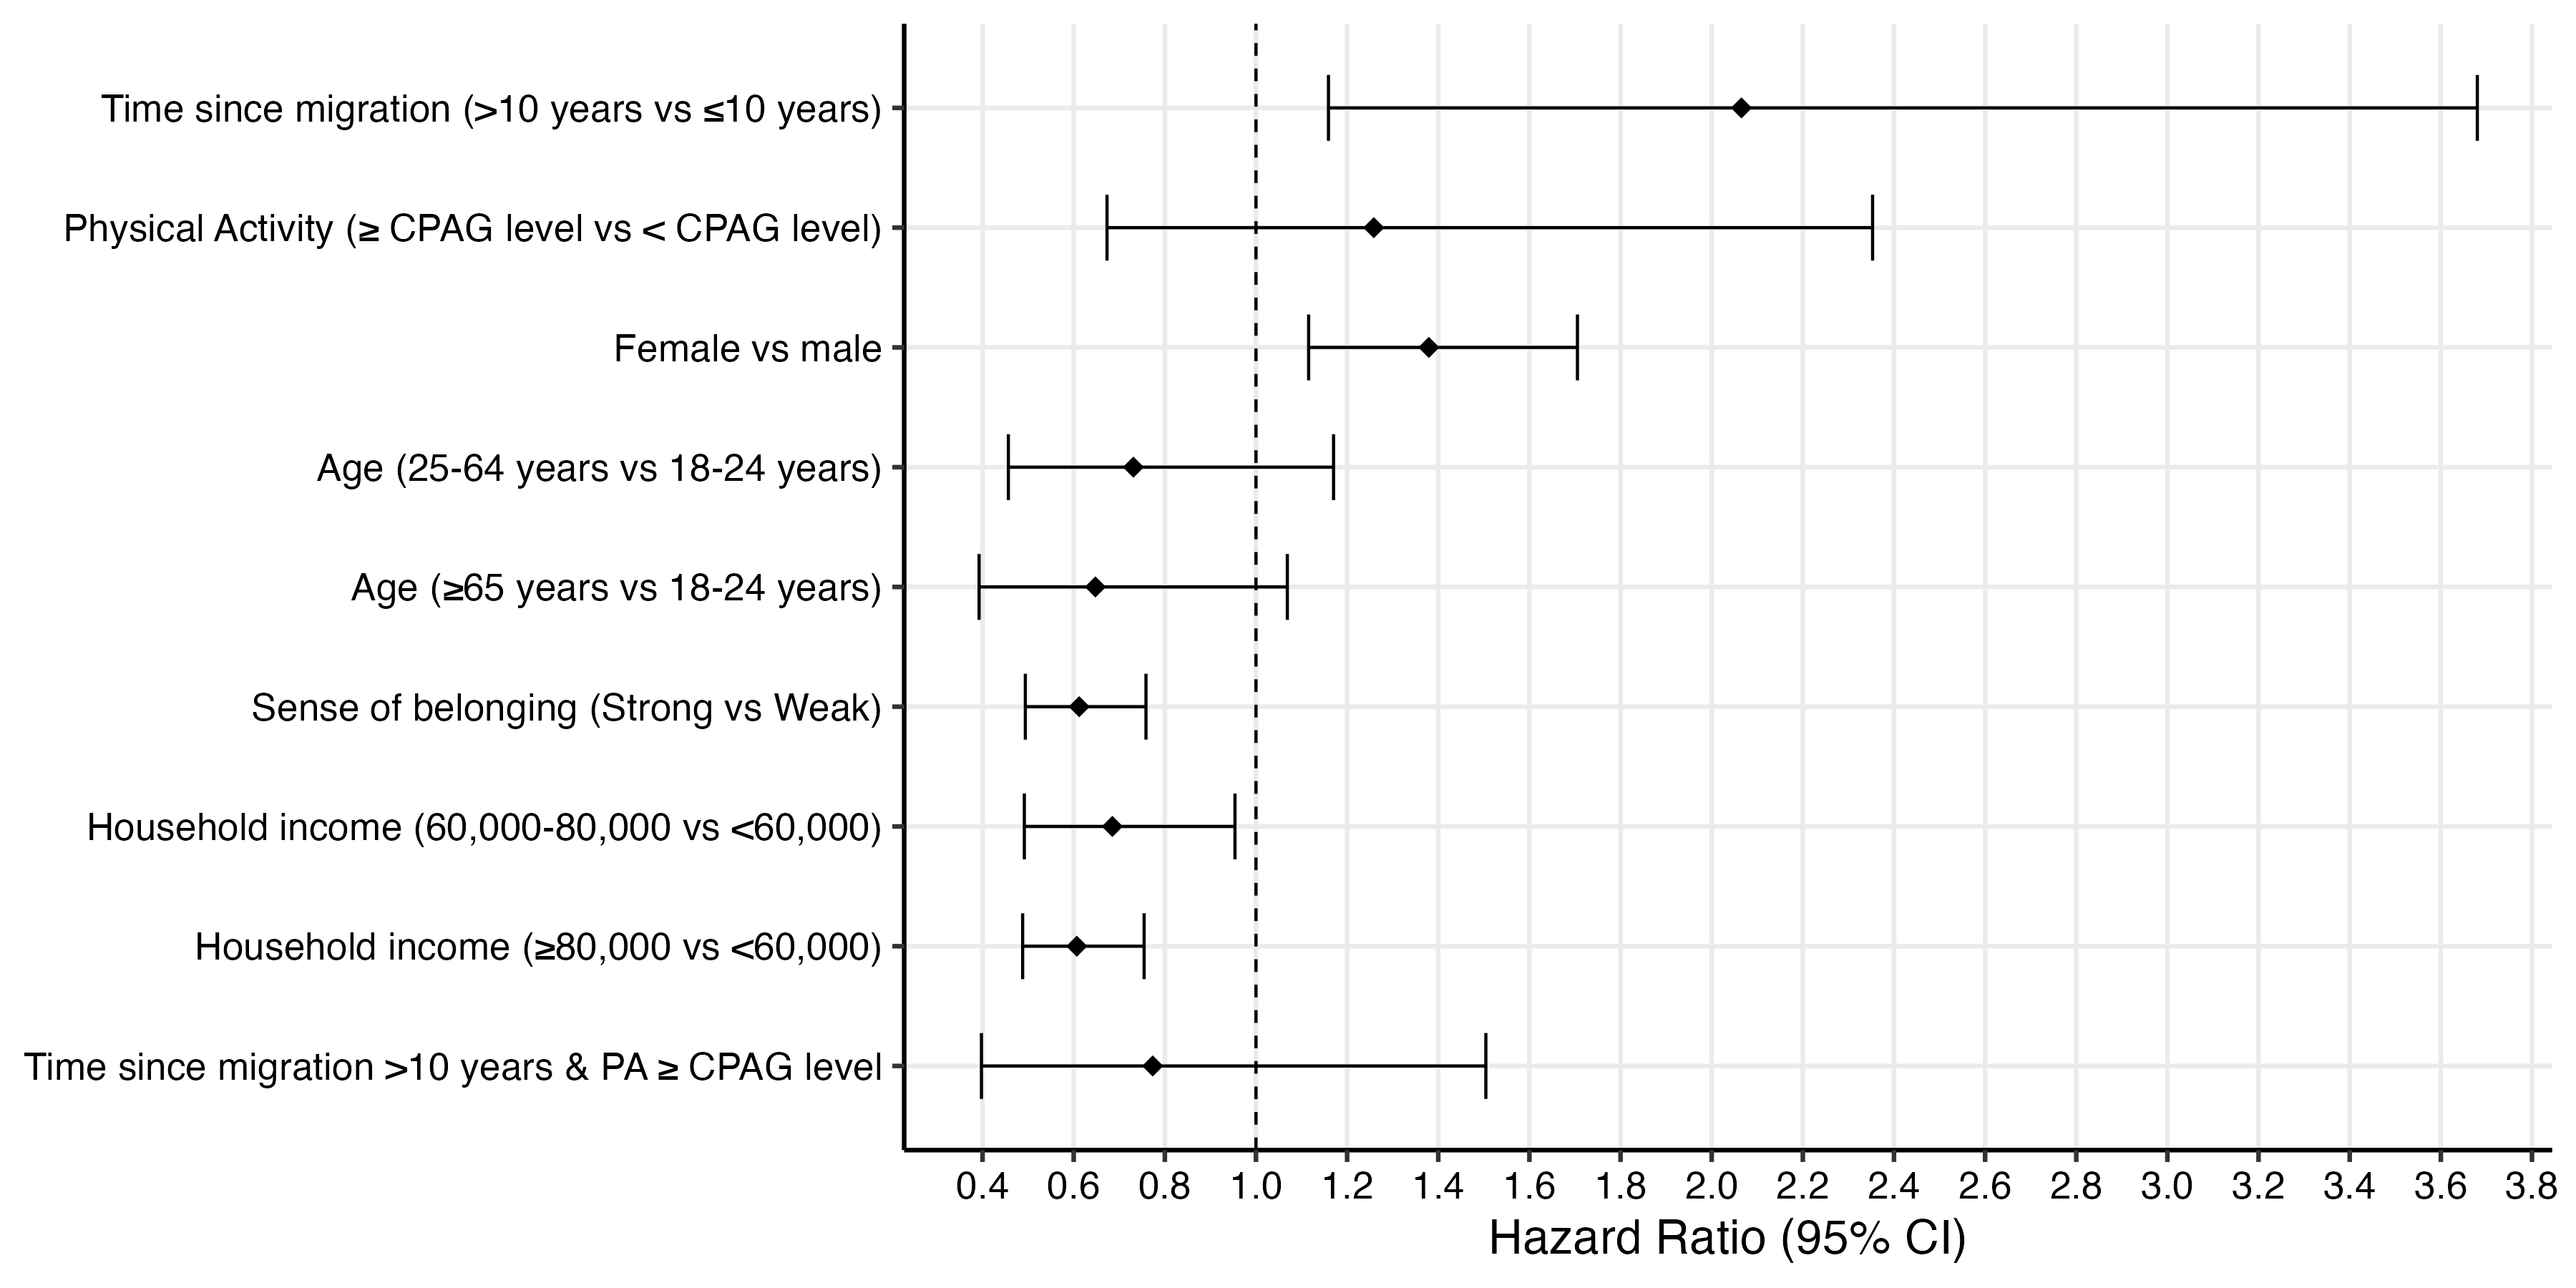 Time since migration (>10 years vs ≤10 years)
Physical Activity (≥ CPAG level vs < CPAG level)
Female vs male
Age (25-64 years vs 18-24 years)
Age (≥65 years vs 18-24 years)
Sense of belonging (Strong vs Weak)
Household income (60,000-80,000 vs <60,000)
Household income (≥80,000 vs <60,000)
Time since migration >10 years & PA ≥ CPAG level
0.4 0.6 0.8 1.0 1.2 1.4 1.6 1.8 2.0 2.2 2.4 2.6 2.8 3.0 3.2 3.4 3.6 3.8
Hazard Ratio (95% CI)